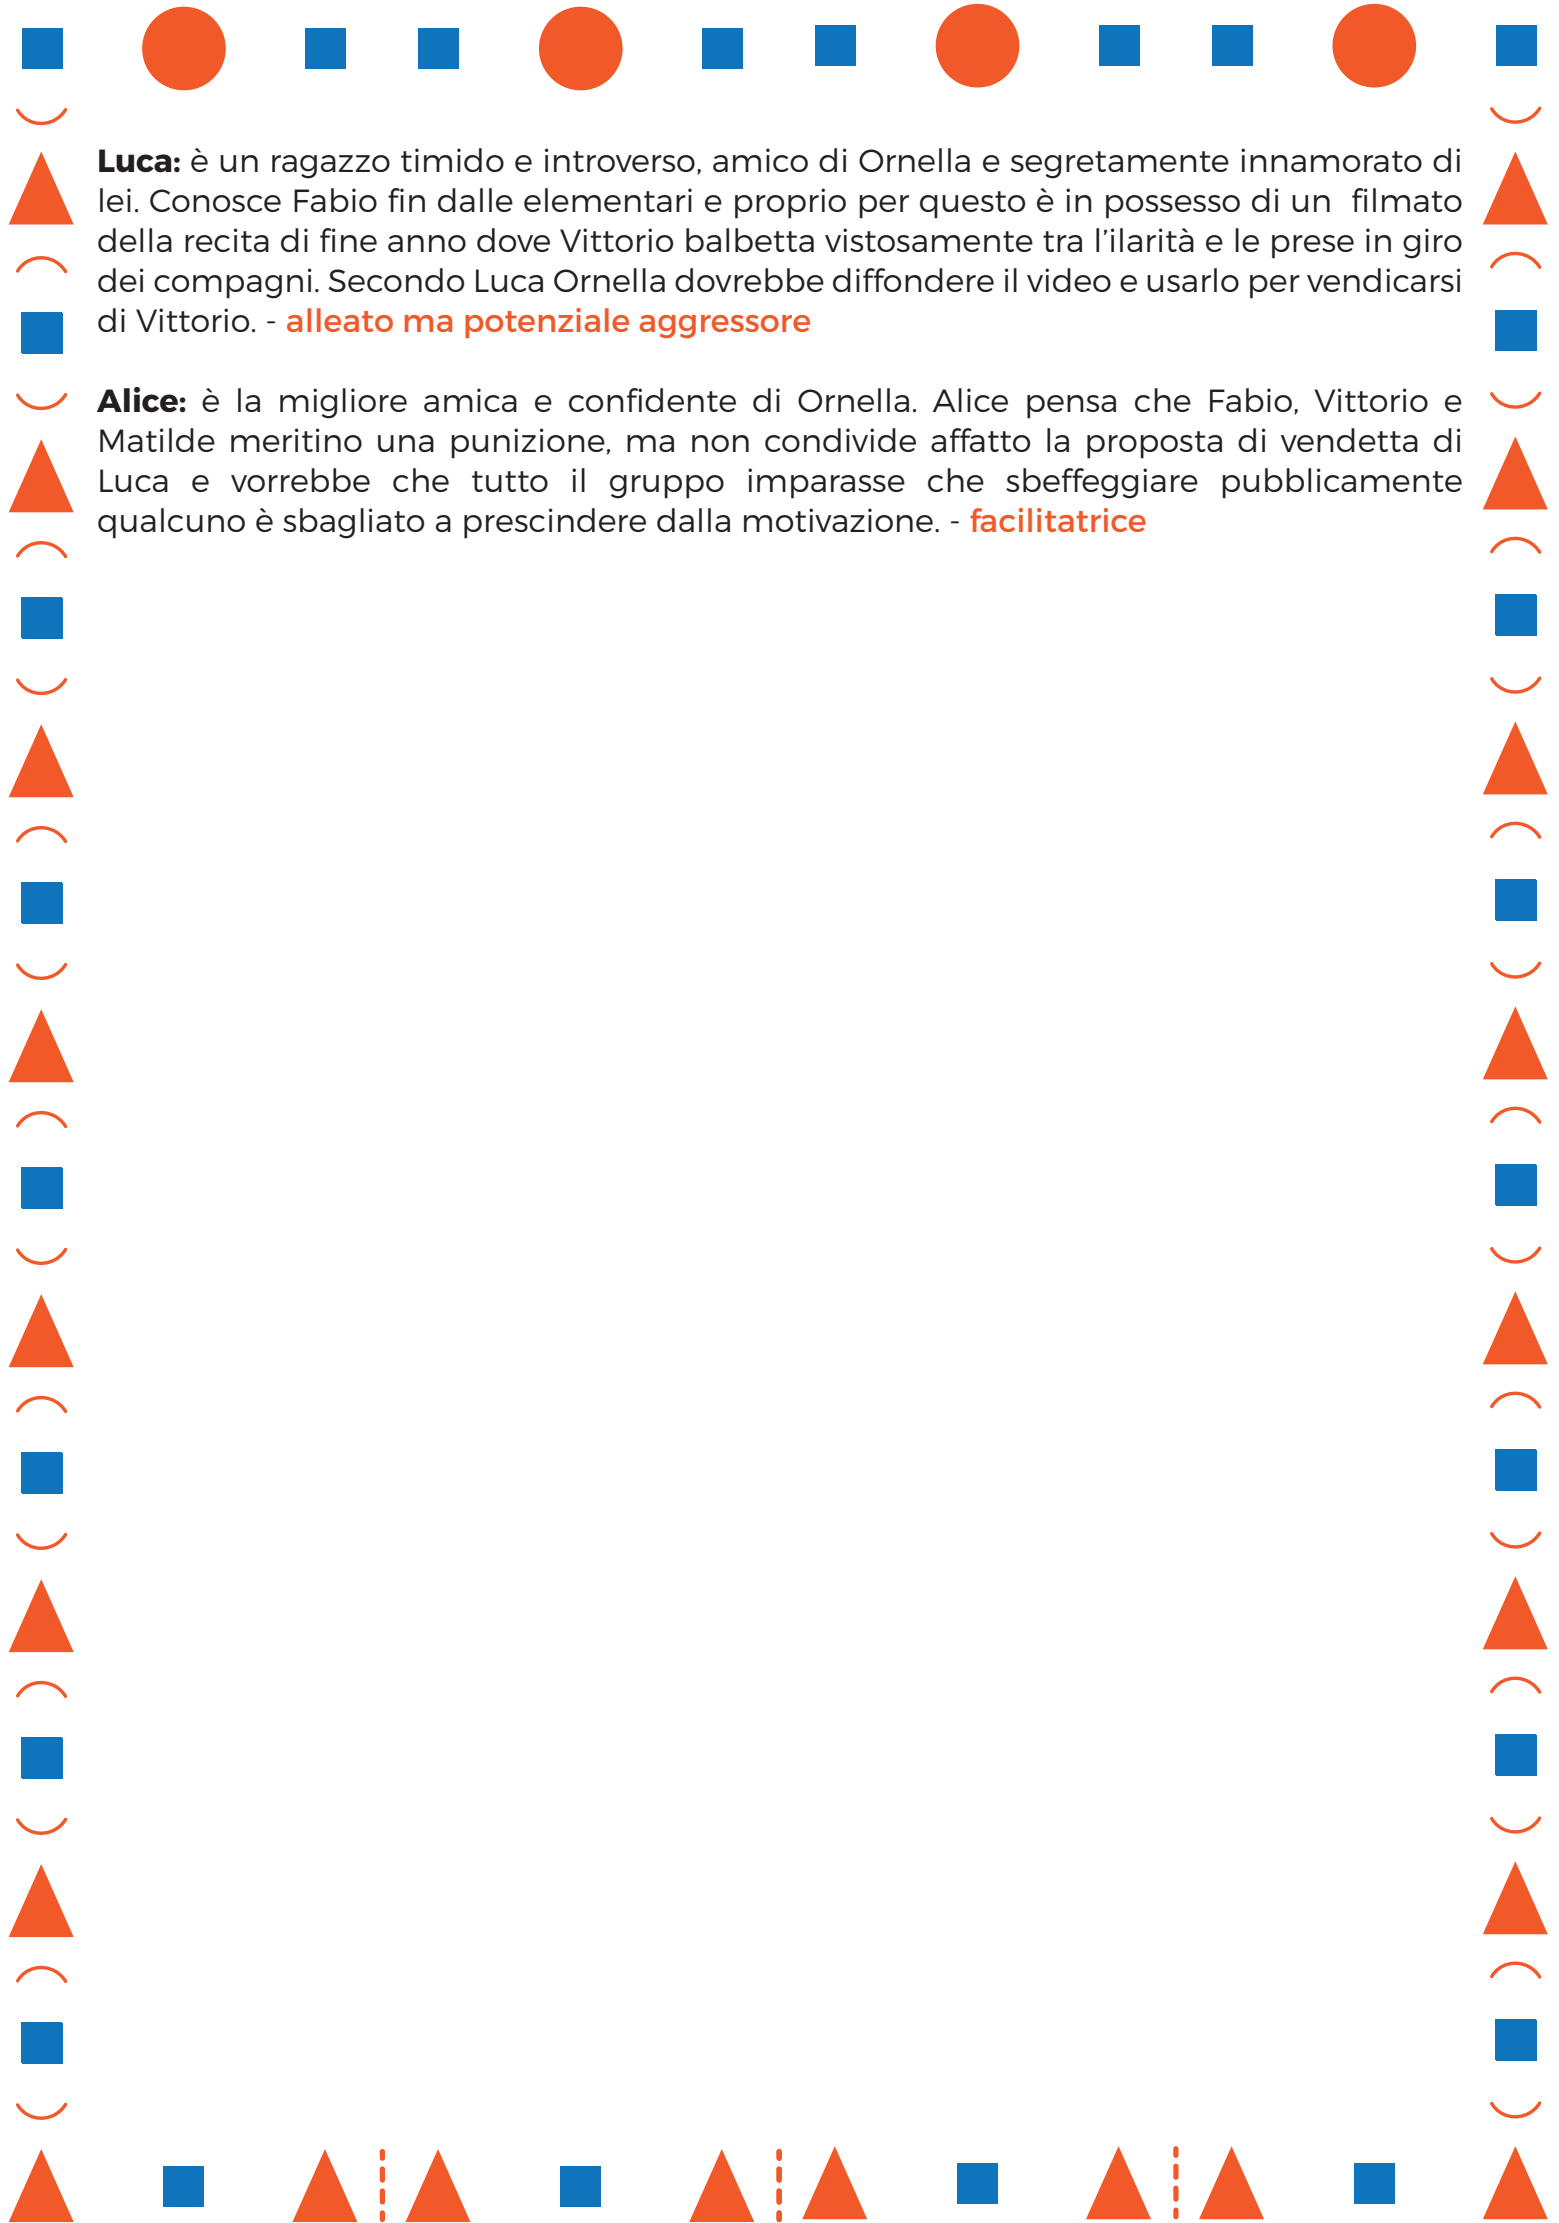 Luca: è un ragazzo timido e introverso, amico di Ornella e segretamente innamorato di
lei. Conosce Fabio fin dalle elementari e proprio per questo è in possesso di un  filmato
della recita di fine anno dove Vittorio balbetta vistosamente tra l’ilarità e le prese in giro
dei compagni. Secondo Luca Ornella dovrebbe diffondere il video e usarlo per vendicarsi
di Vittorio. - alleato ma potenziale aggressore
Alice: è la migliore amica e confidente di Ornella. Alice pensa che Fabio, Vittorio e
Matilde meritino una punizione, ma non condivide affatto la proposta di vendetta di
Luca e vorrebbe che tutto il gruppo imparasse che sbeffeggiare pubblicamente
qualcuno è sbagliato a prescindere dalla motivazione. - facilitatrice